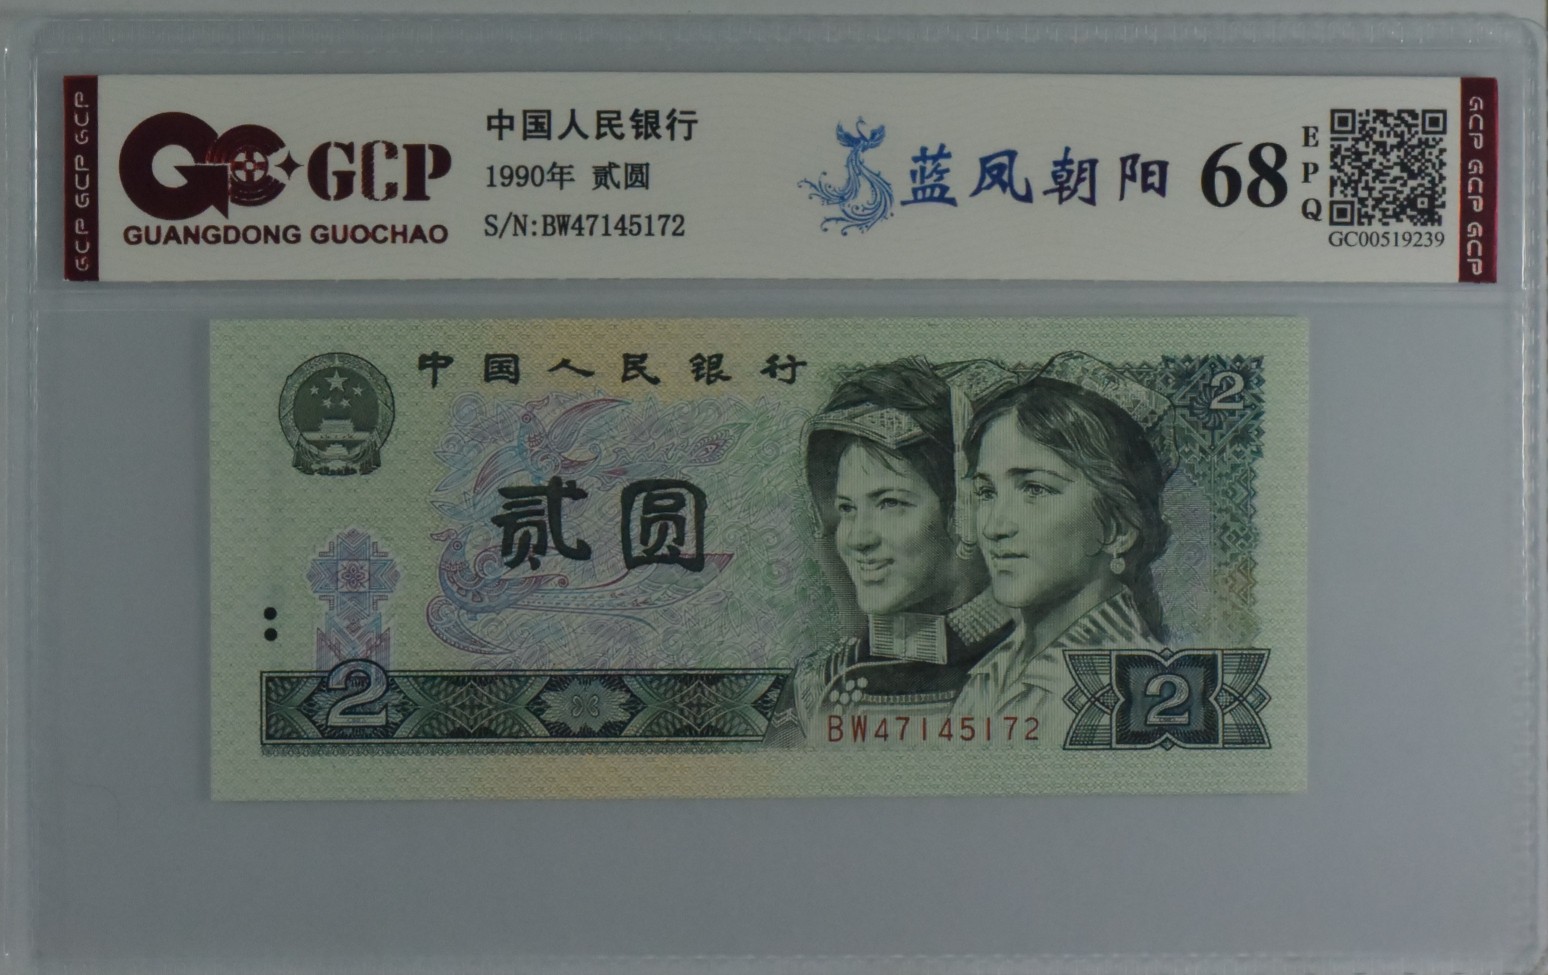 GCP GCP GCP
GCP
GUANGDONG GUOCHAO
中国人民银行
1990年 贰圆
S/N:BW47145172
蓝凤朝阳
68
EPQ
GC00519239
GCP GCP GCP
中国人民银行
2
贰圆
2
BW47145172
2